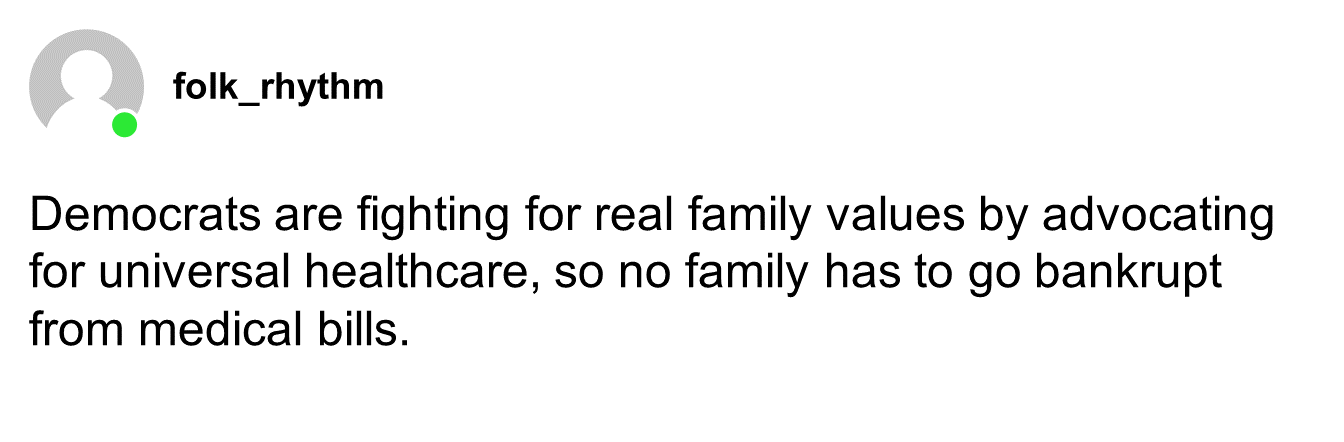 folk_rhythm
Democrats are fighting for real family values by advocating
for universal healthcare, so no family has to go bankrupt
from medical bills.